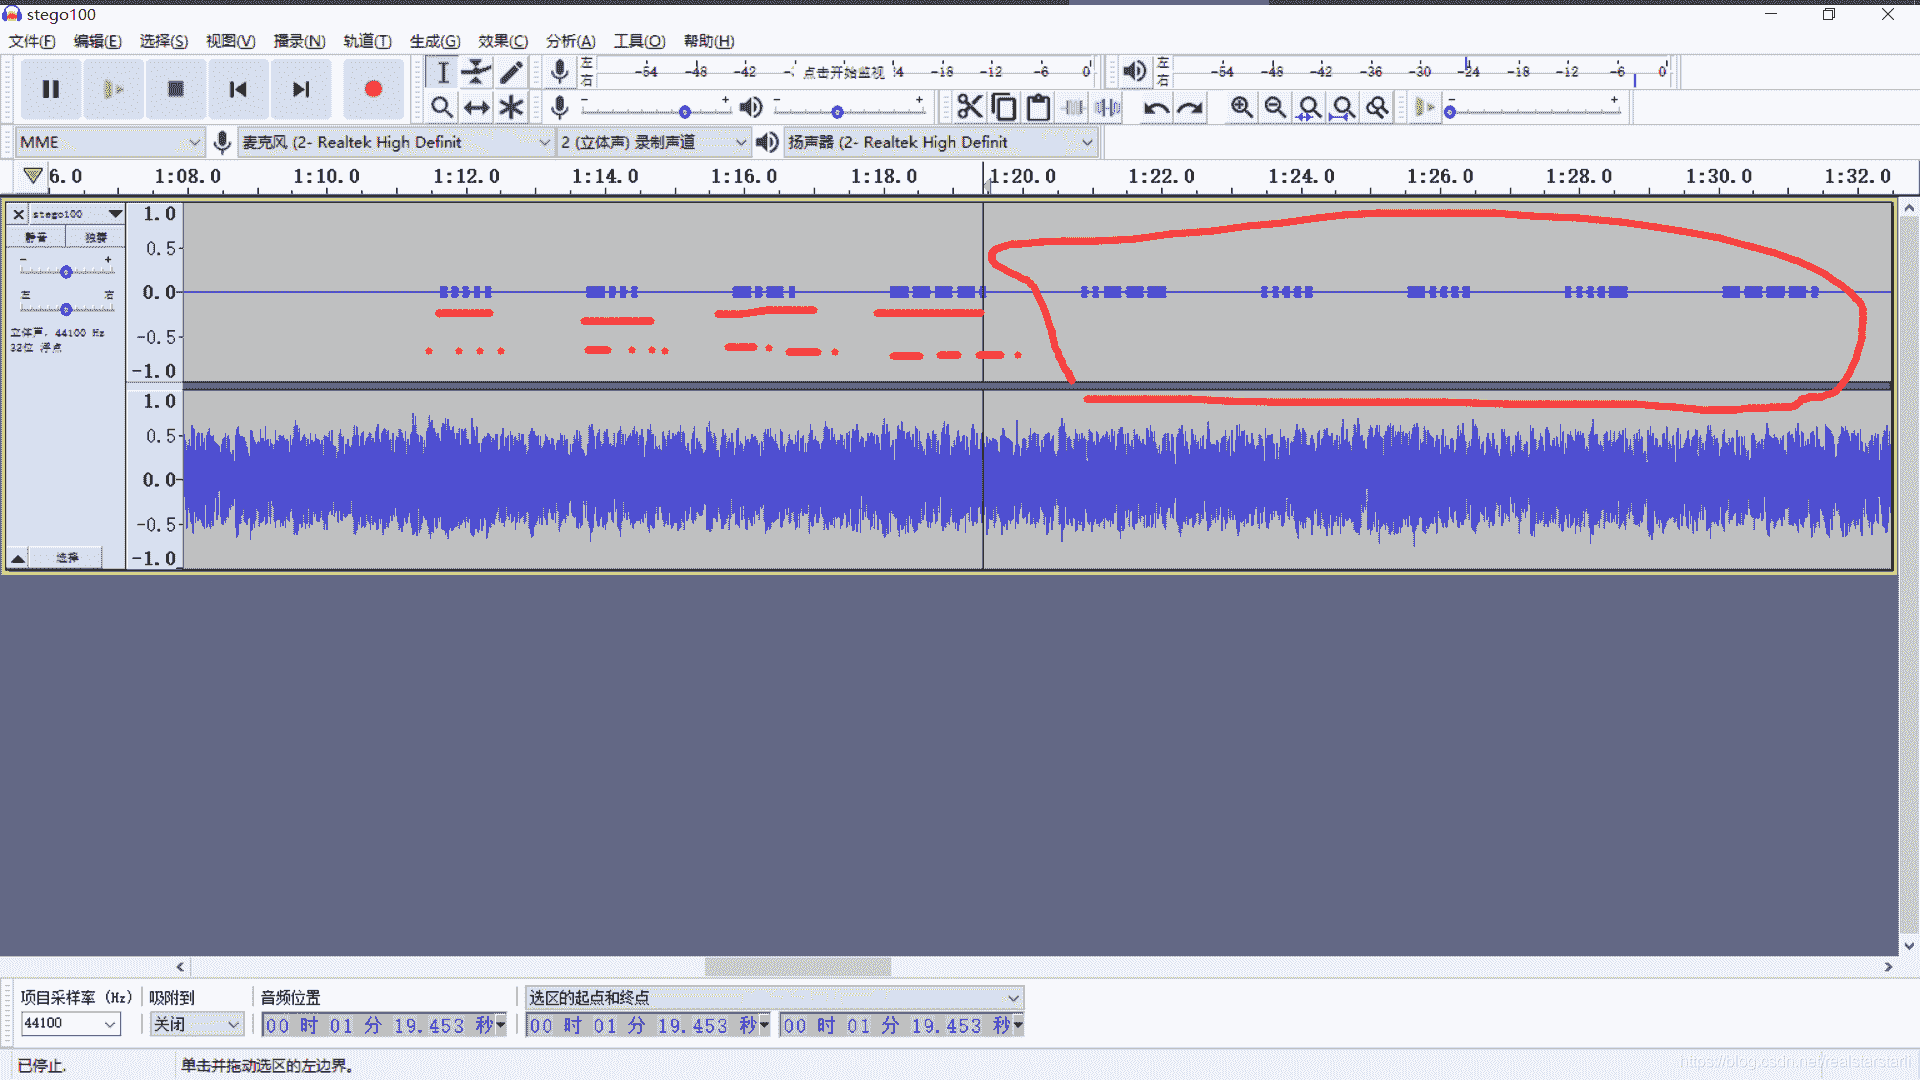 stego100
文件(F) 编辑(E) 选择(S) 视图(V) 播录(N) 轨道(T) 生成(G) 效果(C) 分析(A) 工具(O) 帮助(H)
左 -54 -48 -42 点击开始监视 -18 -12 -6 0 左 -54 -48 -42 -36 -30 -24 -18 -12 -6 0
右 右
- + - + - +
MME 麦克风 (2- Realtek High Definit 2 (立体声) 录制声道 扬声器 (2- Realtek High Definit
6.0 1:08.0 1:10.0 1:12.0 1:14.0 1:16.0 1:18.0 1:20.0 1:22.0 1:24.0 1:26.0 1:28.0 1:30.0 1:32.0
stego100 1.0
静音 独奏 0.5
- +
左 右 0.0
立体声, 44100 Hz -0.5
32位 浮点
-1.0
1.0
0.5
0.0
-0.5
选择 -1.0
项目采样率 (Hz) 吸附到 音频位置 选区的起点和终点
44100 关闭 00 时 01 分 19.453 秒 00 时 01 分 19.453 秒 00 时 01 分 19.453 秒
已停止. 单击并拖动选区的左边界。
https://blog.csdn.net/realstarstarli